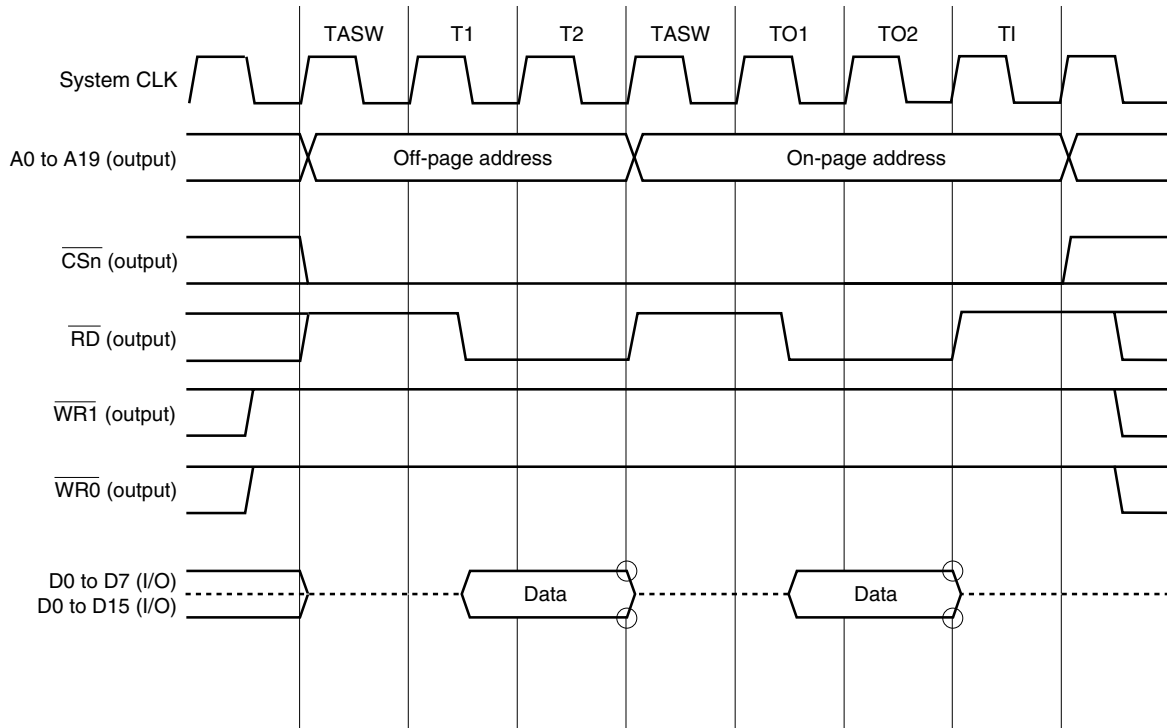 TASW T1 T2 TASW TO1 TO2 TI
System CLK
A0 to A19 (output) Off-page address On-page address
CSn (output)
RD (output)
WR1 (output)
WR0 (output)
D0 to D7 (I/O)
Data Data
D0 to D15 (I/O)